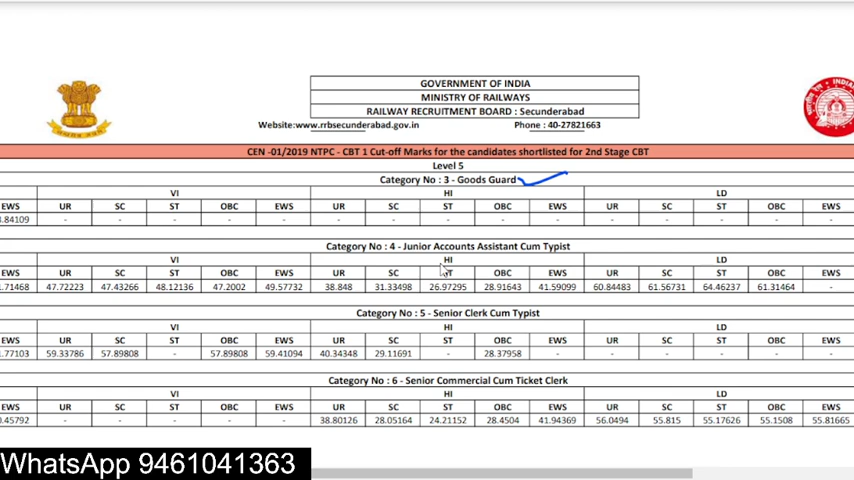 GOVERNMENT OF INDIA
MINISTRY OF RAILWAYS
RAILWAY RECRUITMENT BOARD : Secunderabad
Website:www.rrbsecunderabad.gov.in Phone : 40-27821663
CEN -01/2019 NTPC - CBT 1 Cut-off Marks for the candidates shortlisted for 2nd Stage CBT
Level 5
Category No : 3 - Goods Guard
VI HI LD
EWS UR SC ST OBC EWS UR SC ST OBC EWS UR SC ST OBC EWS
.84109 - - - - - - - - - - - - - - -
Category No : 4 - Junior Accounts Assistant Cum Typist
VI HI LD
EWS UR SC ST OBC EWS UR SC ST OBC EWS UR SC ST OBC EWS
.71468 47.72223 47.43266 48.12136 47.2002 49.57732 38.848 31.33498 26.97295 28.91643 41.59099 60.84483 61.56731 64.46237 61.31464 -
Category No : 5 - Senior Clerk Cum Typist
VI HI LD
EWS UR SC ST OBC EWS UR SC ST OBC EWS UR SC ST OBC EWS
.77103 59.33786 57.89808 - 57.89808 59.41094 40.34348 29.11691 - 28.37958 - - - - -
Category No : 6 - Senior Commercial Cum Ticket Clerk
VI HI LD
EWS UR SC ST OBC EWS UR SC ST OBC EWS UR SC ST OBC EWS
.45792 - - - - - 38.80126 28.05164 24.21152 28.4504 41.94369 56.0494 55.815 55.17626 55.1508 55.81665
WhatsApp 9461041363